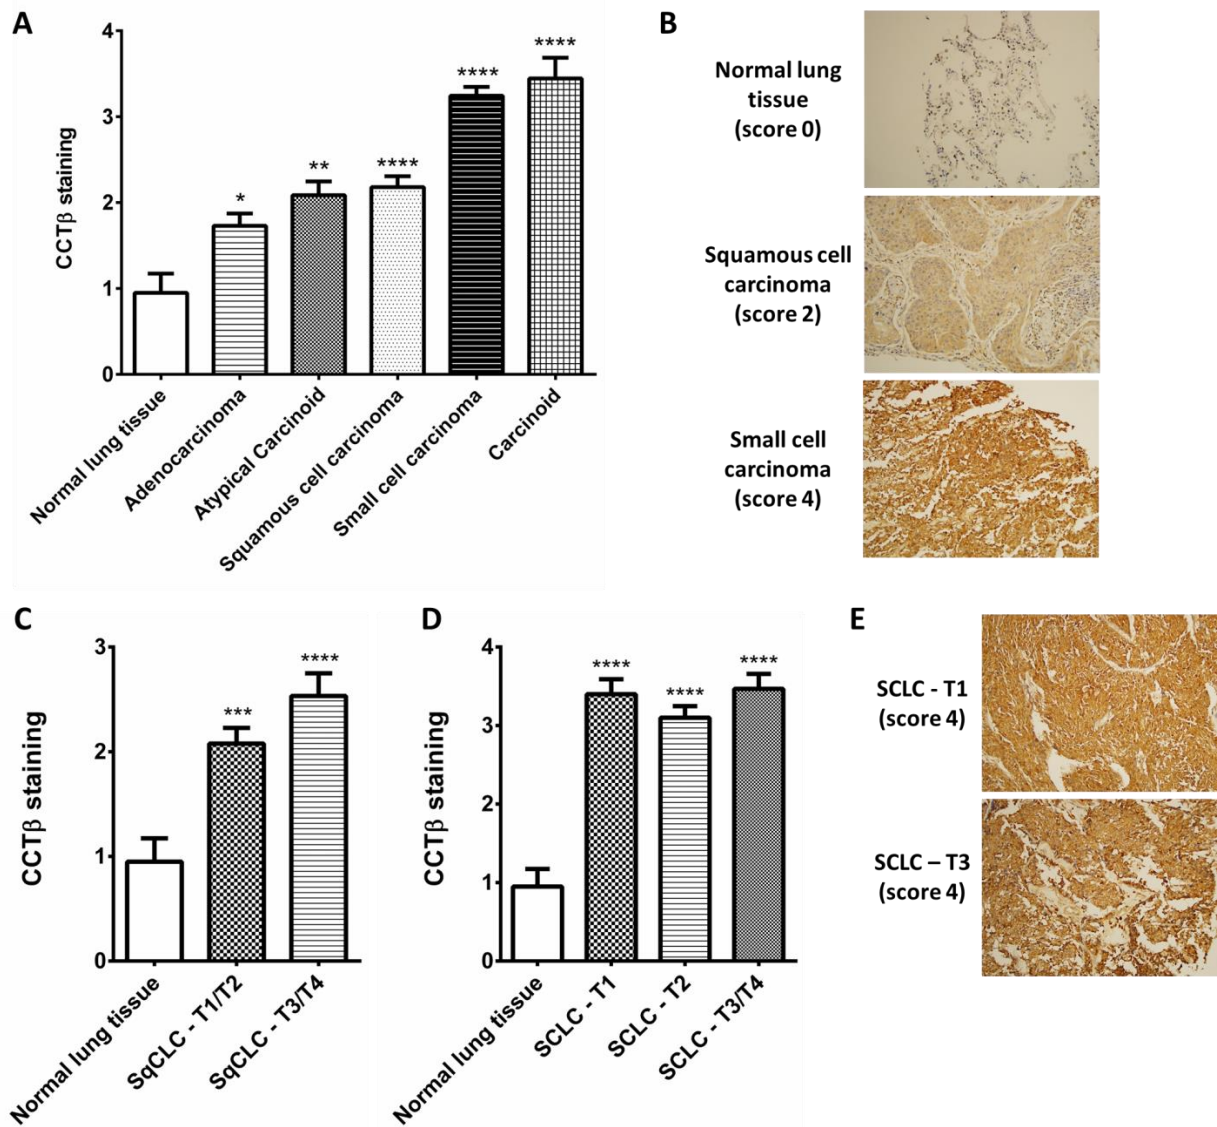 A
CCTβ staining
4
3
2
1
0
*
**
****
****
****
Normal lung tissue
Adenocarcinoma
Atypical Carcinoid
Squamous cell carcinoma
Small cell carcinoma
Carcinoid
B
Normal lung
tissue
(score 0)
Squamous cell
carcinoma
(score 2)
Small cell
carcinoma
(score 4)
C
CCTβ staining
3
2
1
0
***
****
Normal lung tissue
SqCLC - T1/T2
SqCLC - T3/T4
D
CCTβ staining
4
3
2
1
0
****
****
****
Normal lung tissue
SCLC - T1
SCLC - T2
SCLC - T3/T4
E
SCLC - T1
(score 4)
SCLC – T3
(score 4)